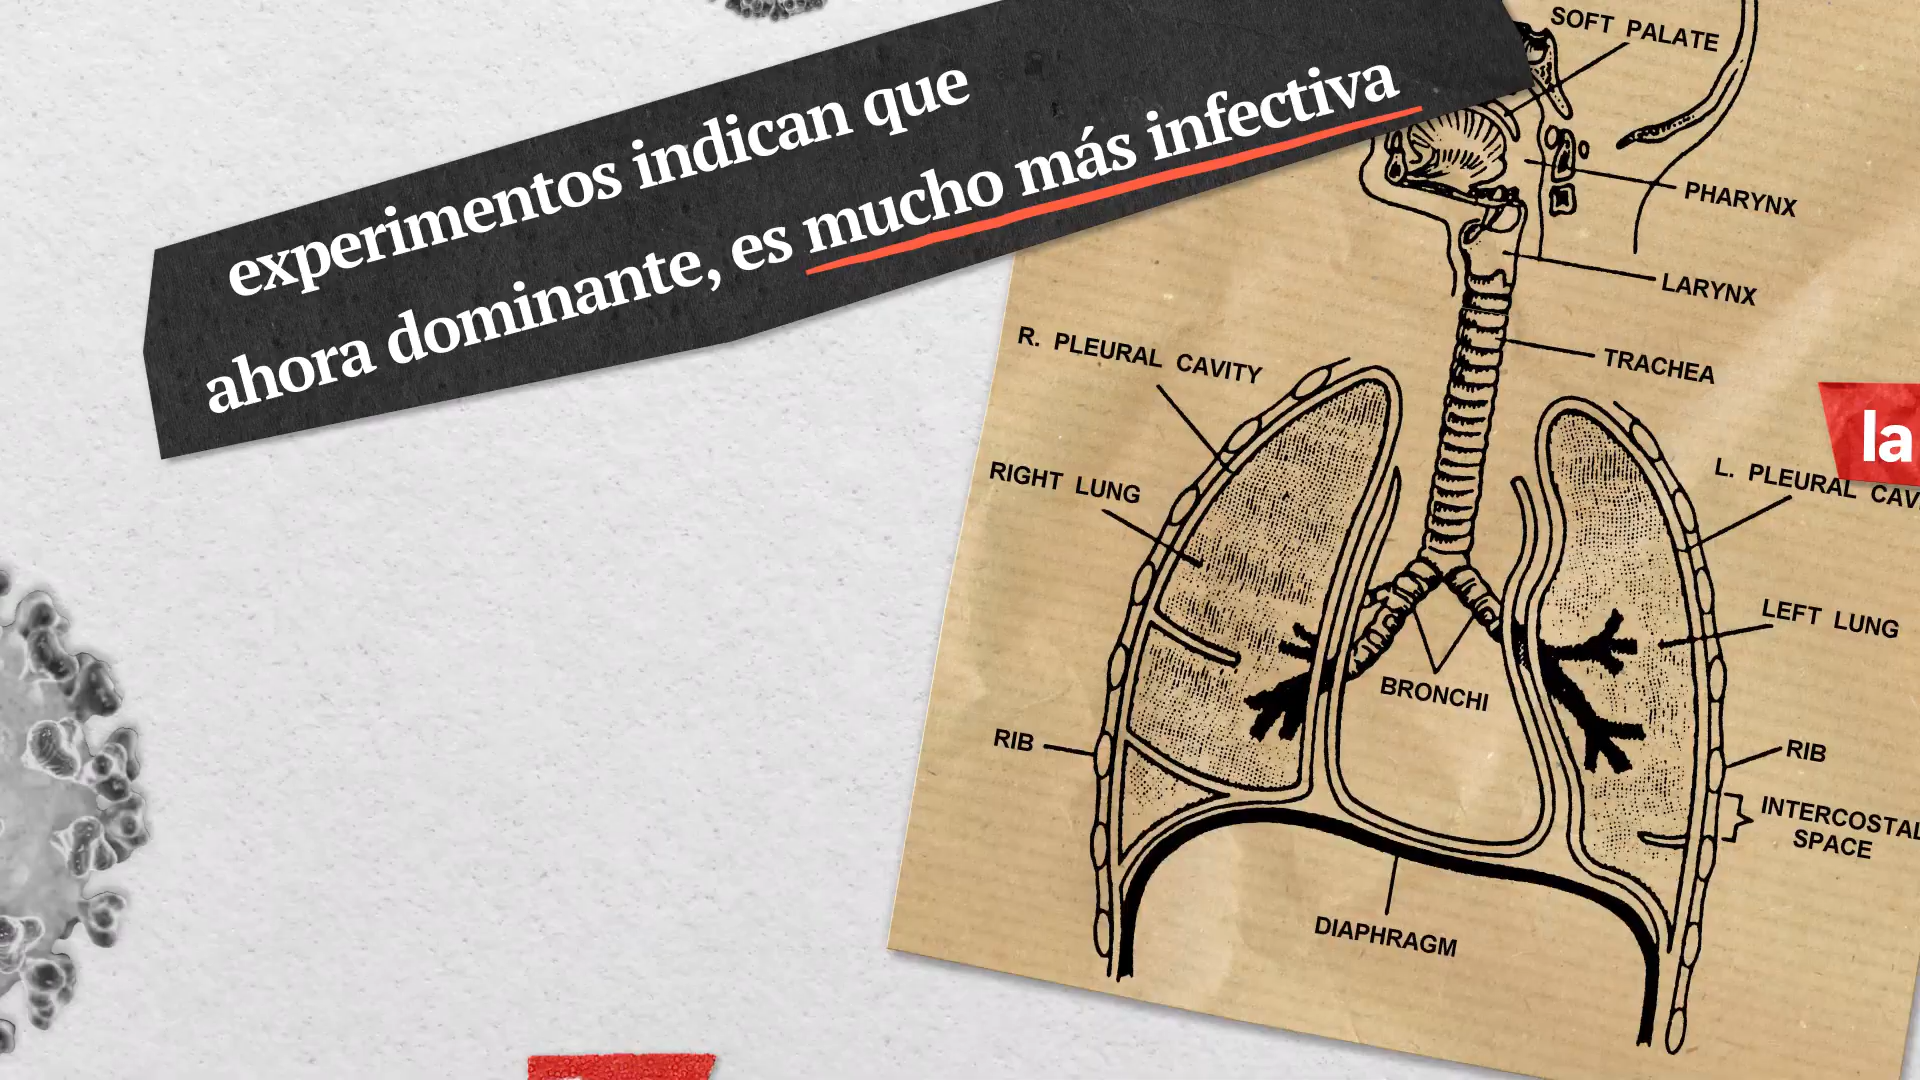 experimentos indican que
ahora dominante, es mucho más infectiva
SOFT PALATE
PHARYNX
LARYNX
TRACHEA
R. PLEURAL CAVITY
la
RIGHT LUNG
L. PLEURAL CAV
LEFT LUNG
BRONCHI
RIB
RIB
INTERCOSTAL
SPACE
DIAPHRAGM